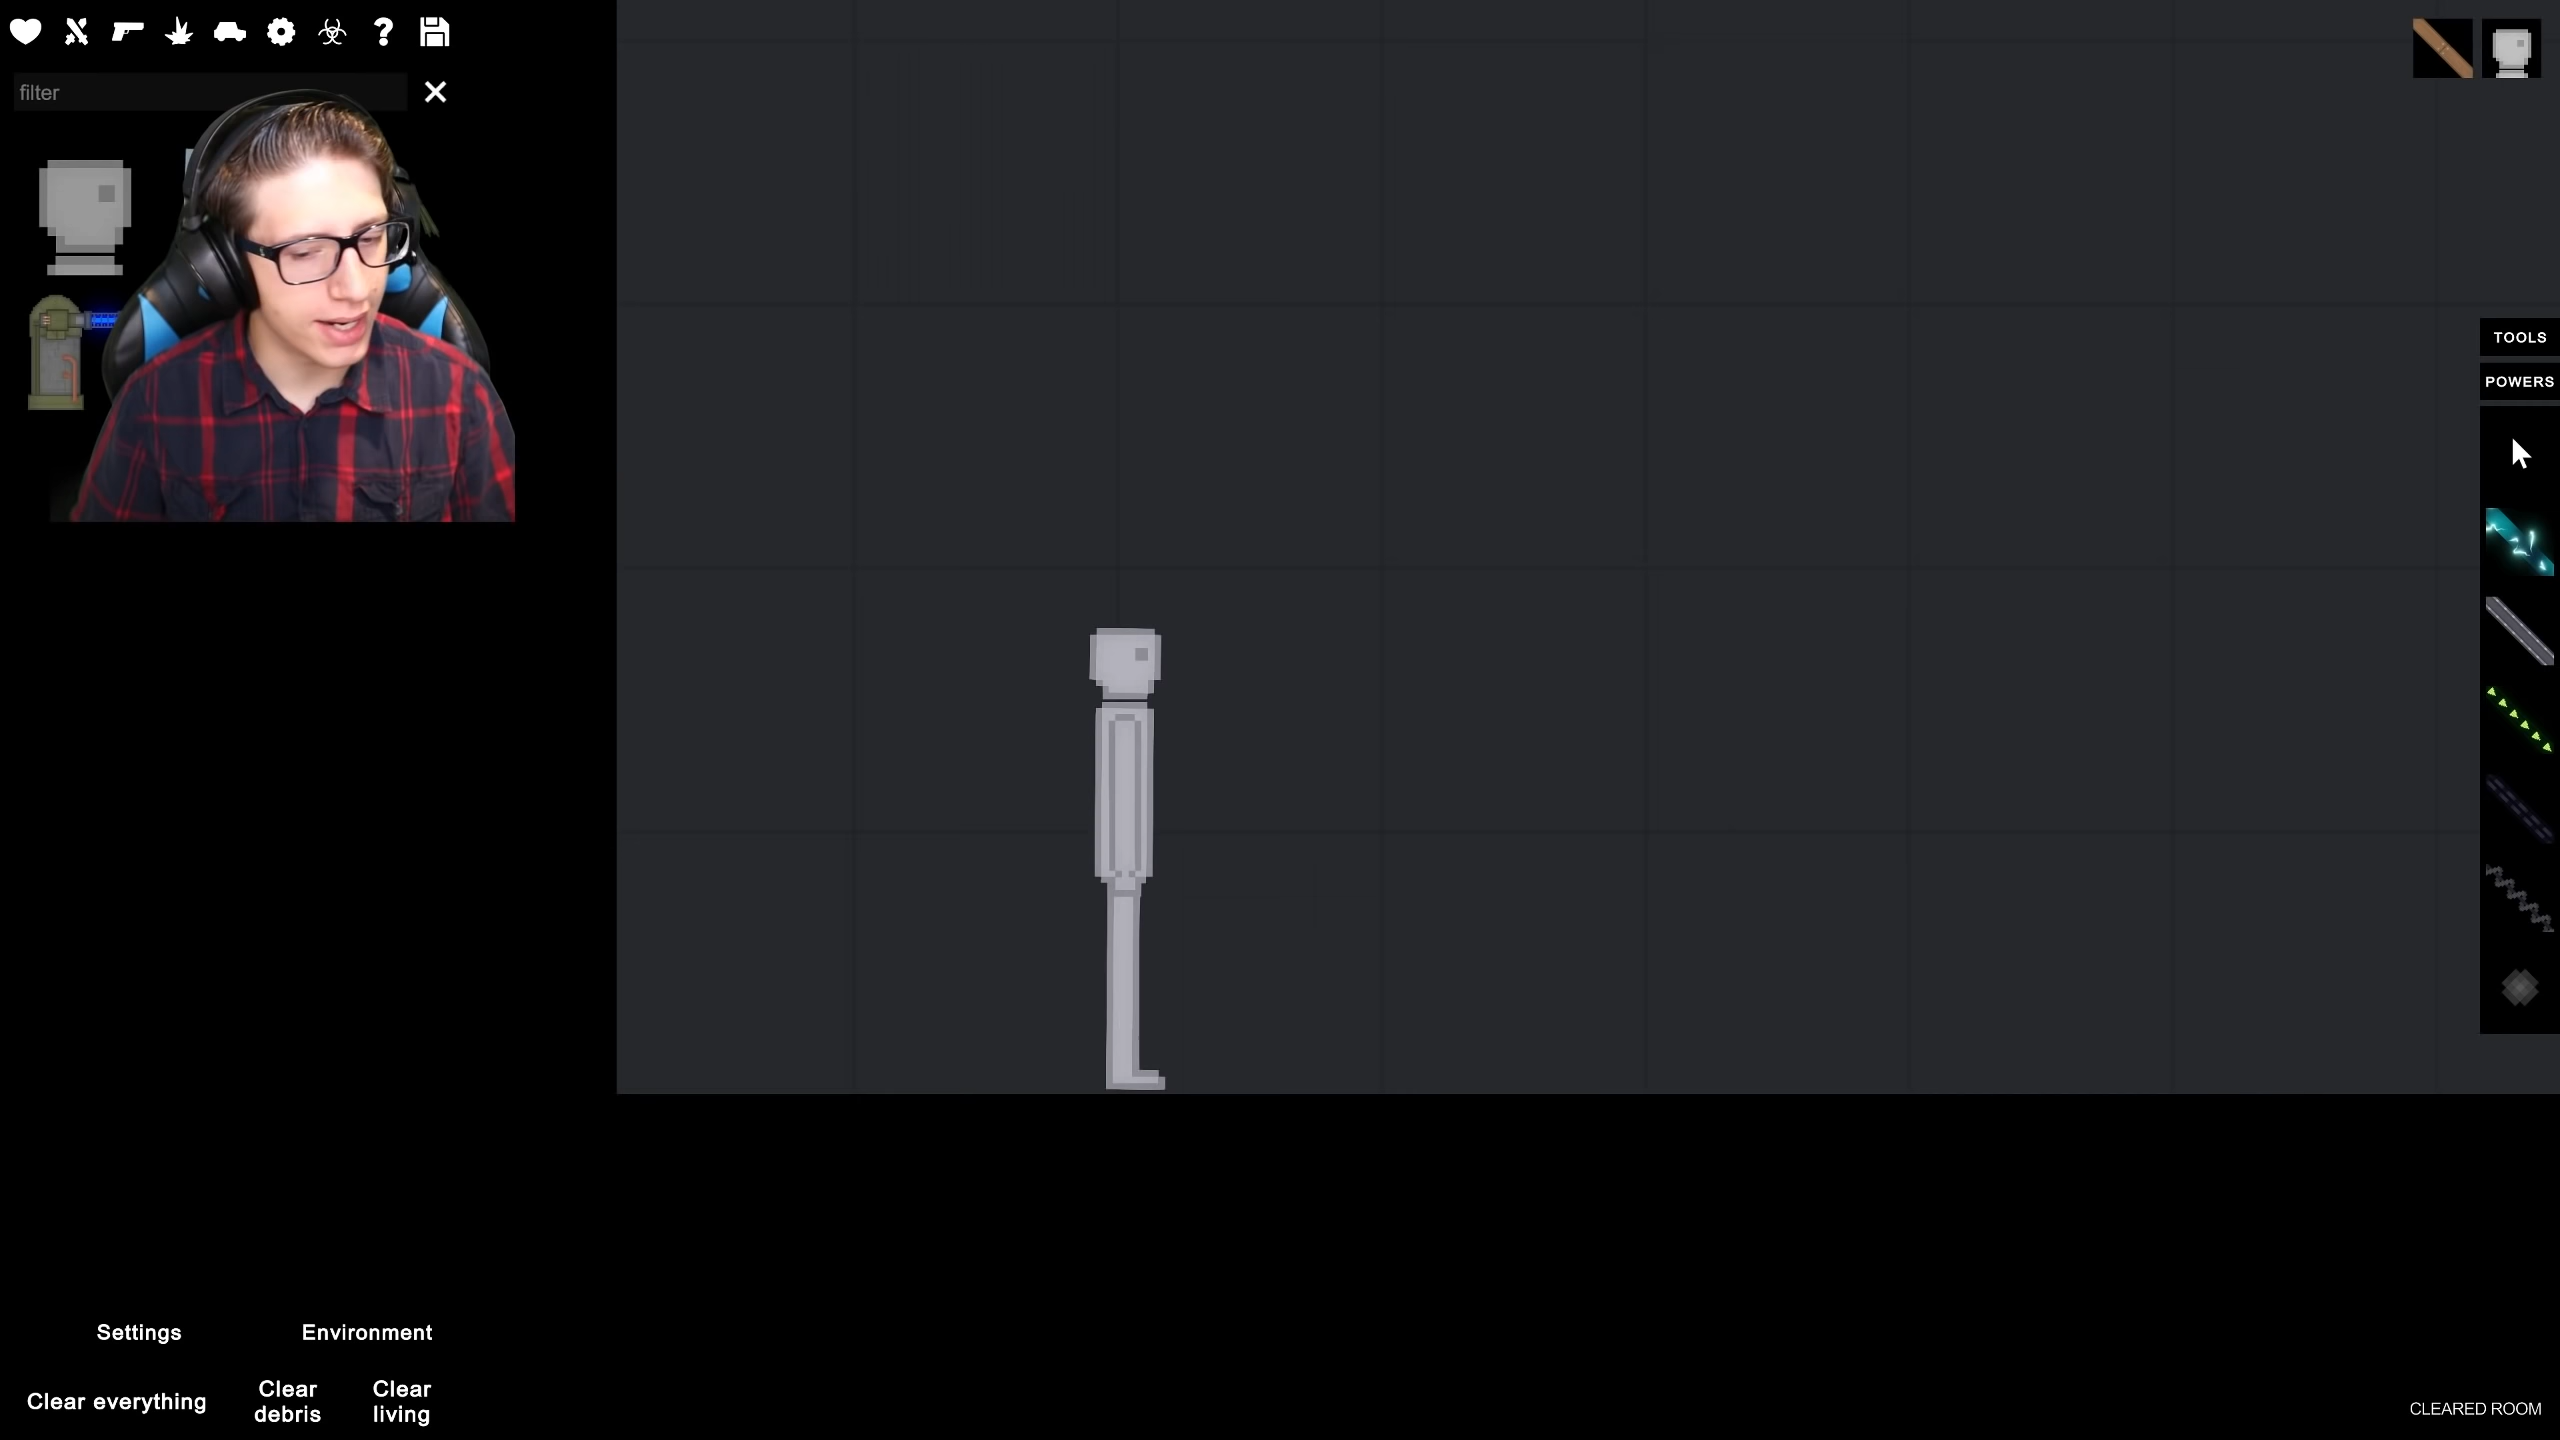 filter
TOOLS
POWERS
Settings
Environment
Clear everything
Clear
debris
Clear
living
CLEARED ROOM